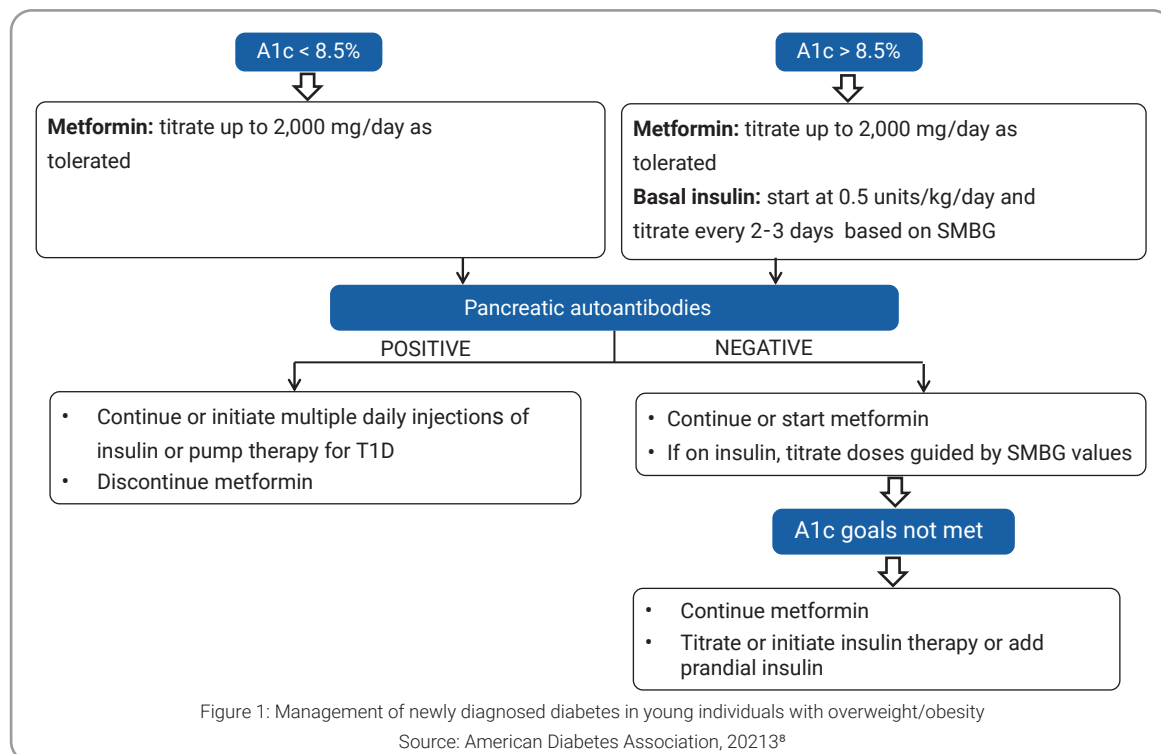 A1c < 8.5%
A1c > 8.5%
Metformin: titrate up to 2,000 mg/day as
tolerated
Metformin: titrate up to 2,000 mg/day as
tolerated
Basal insulin: start at 0.5 units/kg/day and
titrate every 2-3 days based on SMBG
Pancreatic autoantibodies
POSITIVE
NEGATIVE
• Continue or initiate multiple daily injections of
insulin or pump therapy for T1D
• Discontinue metformin
• Continue or start metformin
• If on insulin, titrate doses guided by SMBG values
A1c goals not met
• Continue metformin
• Titrate or initiate insulin therapy or add
prandial insulin
Figure 1: Management of newly diagnosed diabetes in young individuals with overweight/obesity
Source: American Diabetes Association, 20213⁸